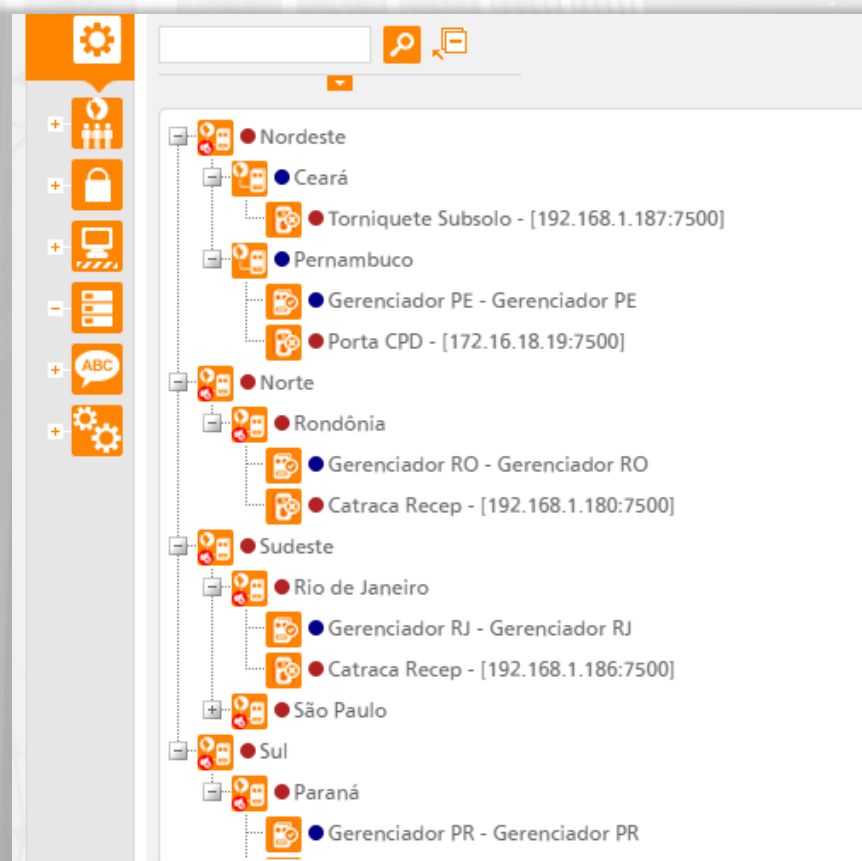 Nordeste
Ceará
Torniquete Subsolo - [192.168.1.187:7500]
Pernambuco
Gerenciador PE - Gerenciador PE
Porta CPD - [172.16.18.19:7500]
Norte
Rondônia
Gerenciador RO - Gerenciador RO
ABC
Catraca Recep - [192.168.1.180:7500]
Sudeste
Rio de Janeiro
Gerenciador RJ - Gerenciador RJ
Catraca Recep - [192.168.1.186:7500]
São Paulo
Sul
Paraná
Gerenciador PR - Gerenciador PR